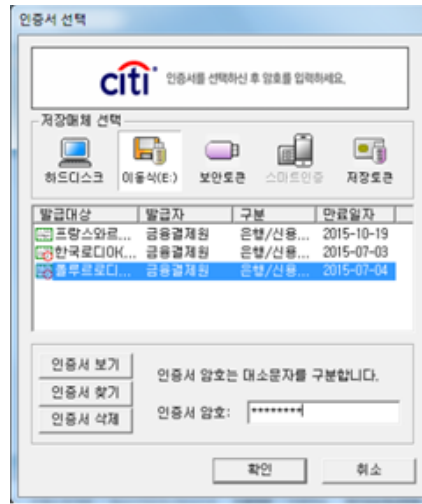 인증서 선택
citi 인증서를 선택하신 후 암호를 입력하세요.
저장매체 선택
하드디스크 이동식(E:) 보안토큰 스마트인증 저장토큰
발급대상 발급자 구분 만료일자
프랑스와르... 금융결제원 은행/신용... 2015-10-19
한국로디OK... 금융결제원 은행/신용... 2015-07-03
플루르로디... 금융결제원 은행/신용... 2015-07-04
인증서 보기
인증서 찾기
인증서 삭제
인증서 암호는 대소문자를 구분합니다.
인증서 암호: ********
확인 취소